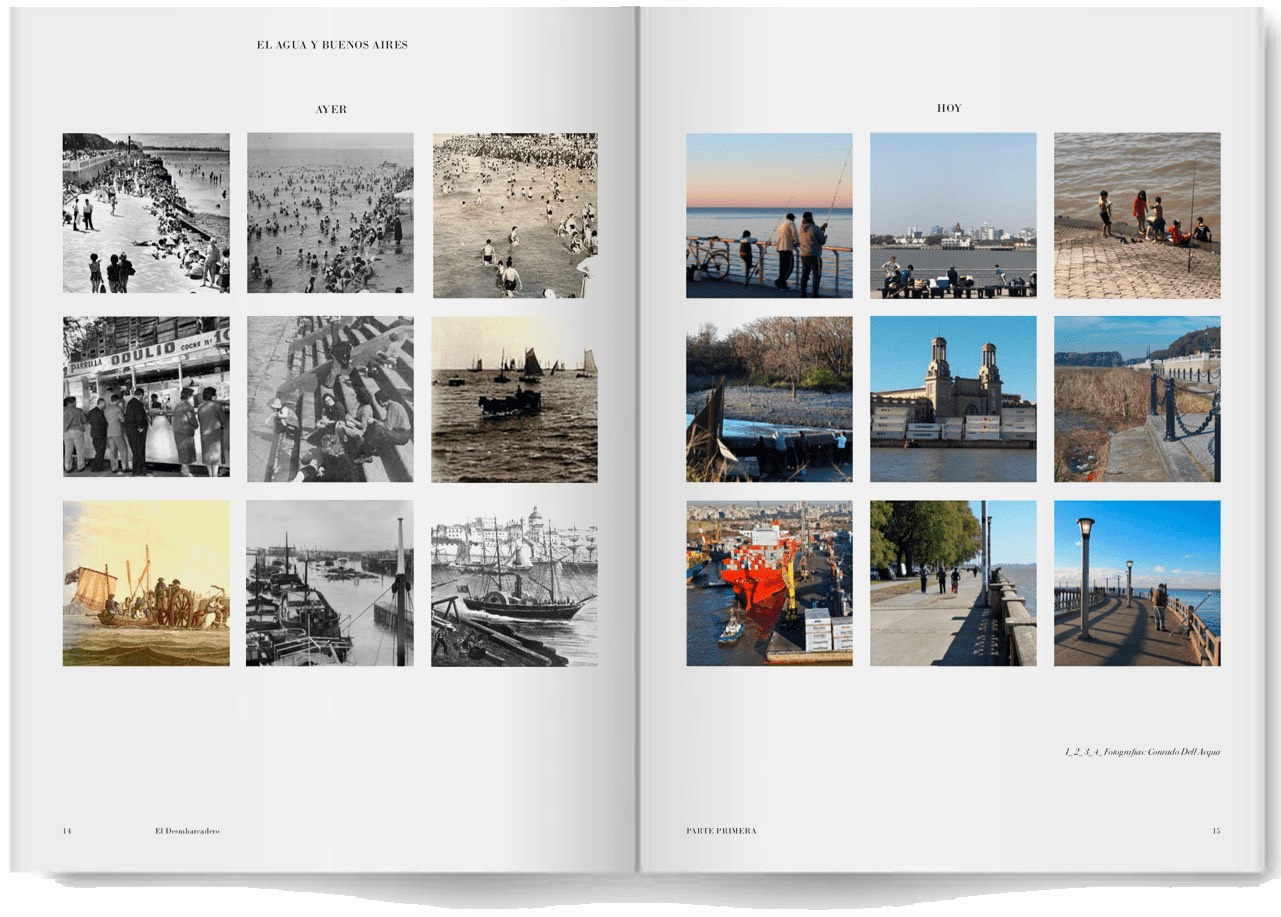 EL AGUA Y BUENOS AIRES
AYER
PARRILLA ODULIO COCHE nº
14
El Desmbarcadero
HOY
1_2_3_4_ Fotografías: Conrado Dell Acqua
PARTE PRIMERA
15